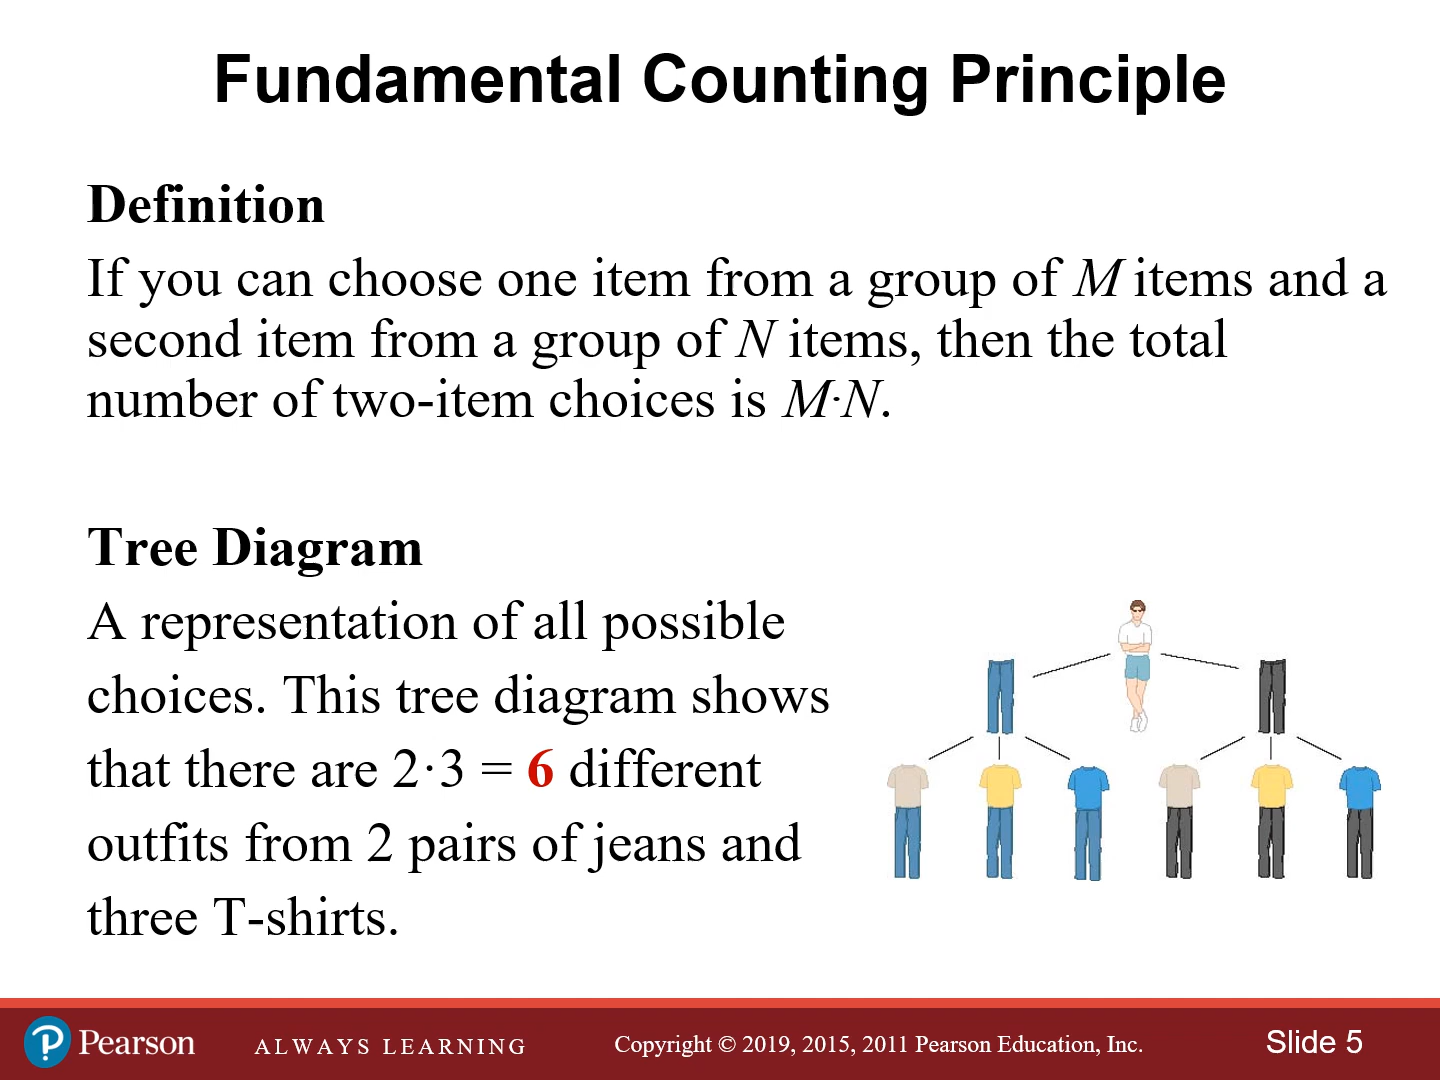 Fundamental Counting Principle
Definition
If you can choose one item from a group of M items and a
second item from a group of N items, then the total
number of two-item choices is M·N.
Tree Diagram
A representation of all possible
choices. This tree diagram shows
that there are 2·3 = 6 different
outfits from 2 pairs of jeans and
three T-shirts.
Pearson
ALWAYS LEARNING
Copyright © 2019, 2015, 2011 Pearson Education, Inc.
Slide 5